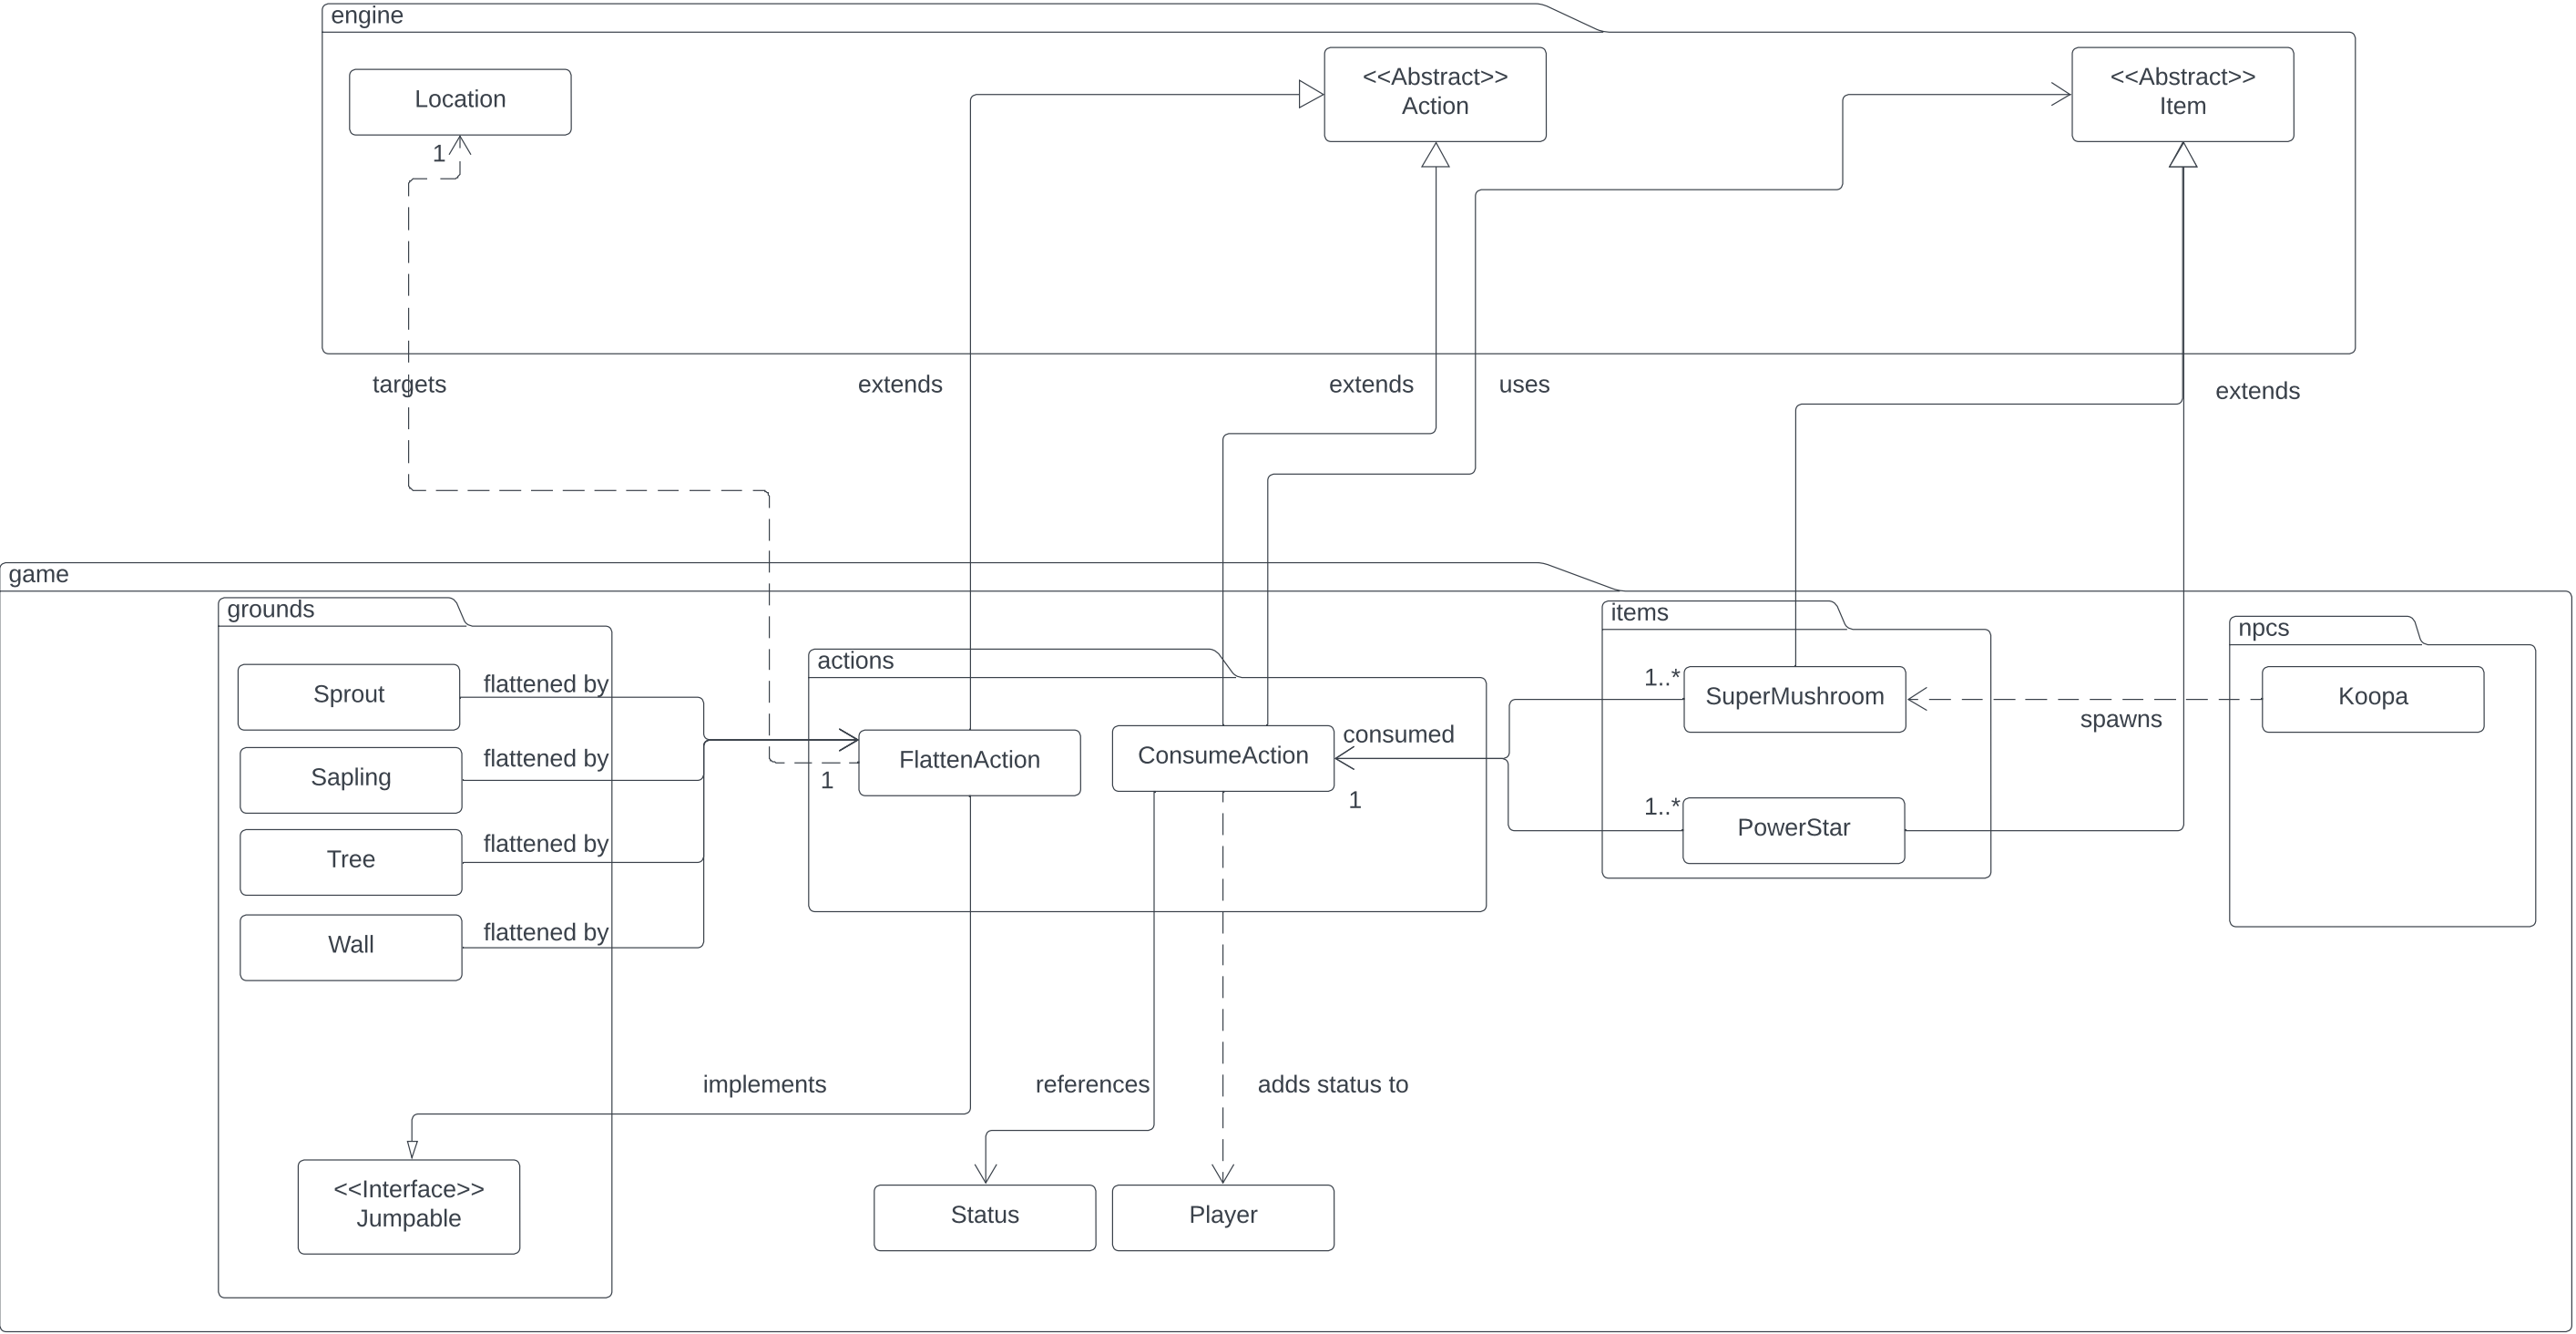 engine
Location
<<Abstract>>
Action
<<Abstract>>
Item
1
targets
extends
extends
uses
extends
game
grounds
items
npcs
actions
Sprout
flattened by
Sapling
flattened by
Tree
flattened by
Wall
flattened by
FlattenAction
1
ConsumeAction
consumed
1
1..*
SuperMushroom
1..*
PowerStar
spawns
Koopa
implements
references
adds status to
<<Interface>>
Jumpable
Status
Player